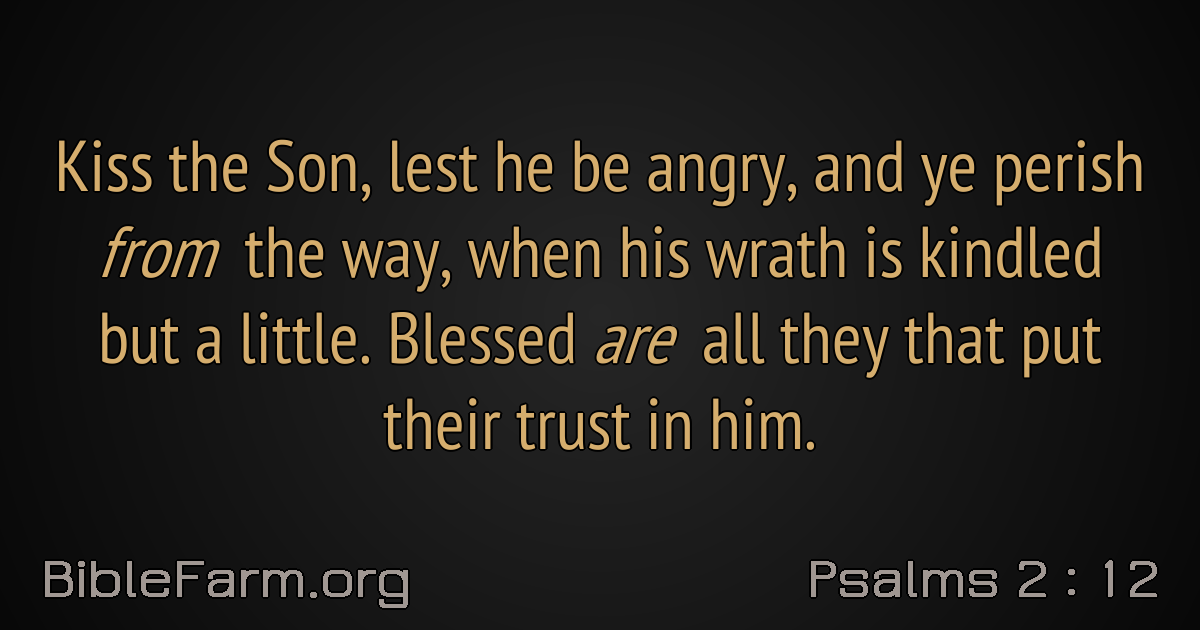 Kiss the Son, lest he be angry, and ye perish
from the way, when his wrath is kindled
but a little. Blessed are all they that put
their trust in him.
BibleFarm.org
Psalms 2 : 12